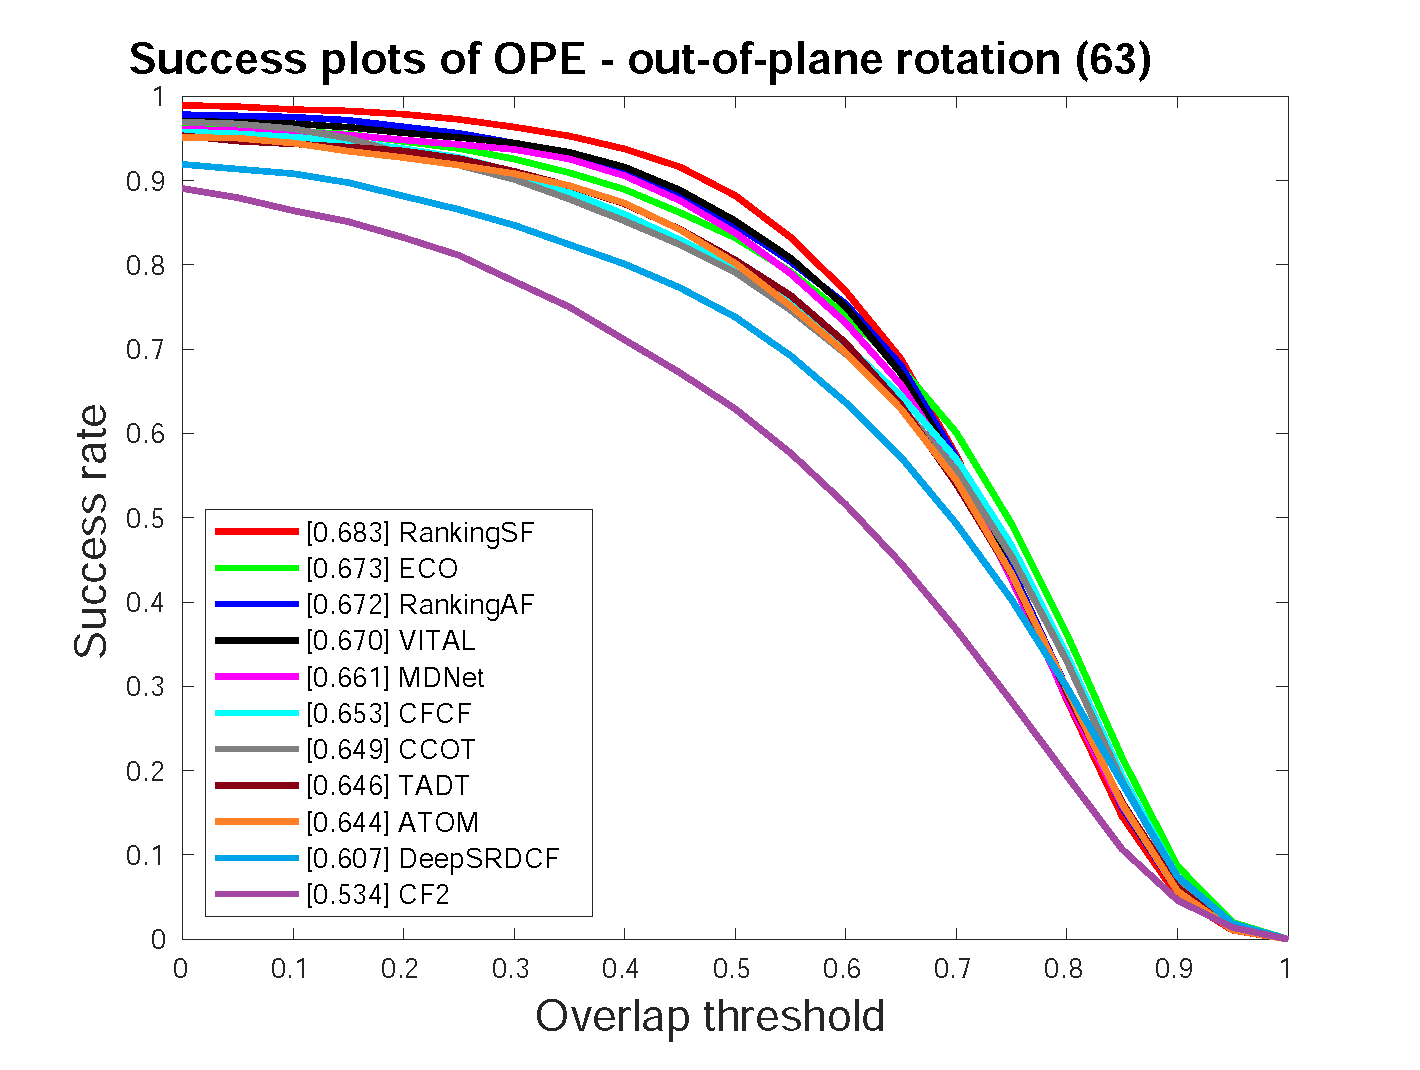 Success plots of OPE - out-of-plane rotation (63)
1
0.9
0.8
0.7
0.6
0.5
0.4
0.3
0.2
0.1
0
Success rate
[0.683] RankingSF
[0.673] ECO
[0.672] RankingAF
[0.670] VITAL
[0.661] MDNet
[0.653] CFCF
[0.649] CCOT
[0.646] TADT
[0.644] ATOM
[0.607] DeepSRDCF
[0.534] CF2
0 0.1 0.2 0.3 0.4 0.5 0.6 0.7 0.8 0.9 1
Overlap threshold